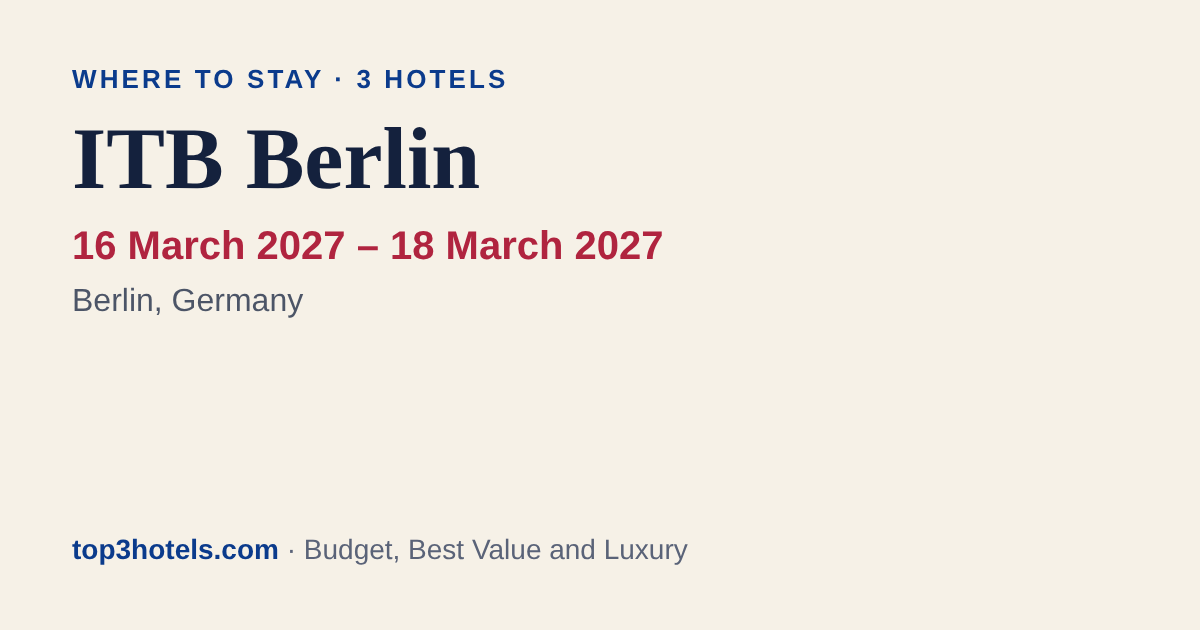 WHERE TO STAY · 3 HOTELS
ITB Berlin
16 March 2027 – 18 March 2027
Berlin, Germany
top3hotels.com · Budget, Best Value and Luxury